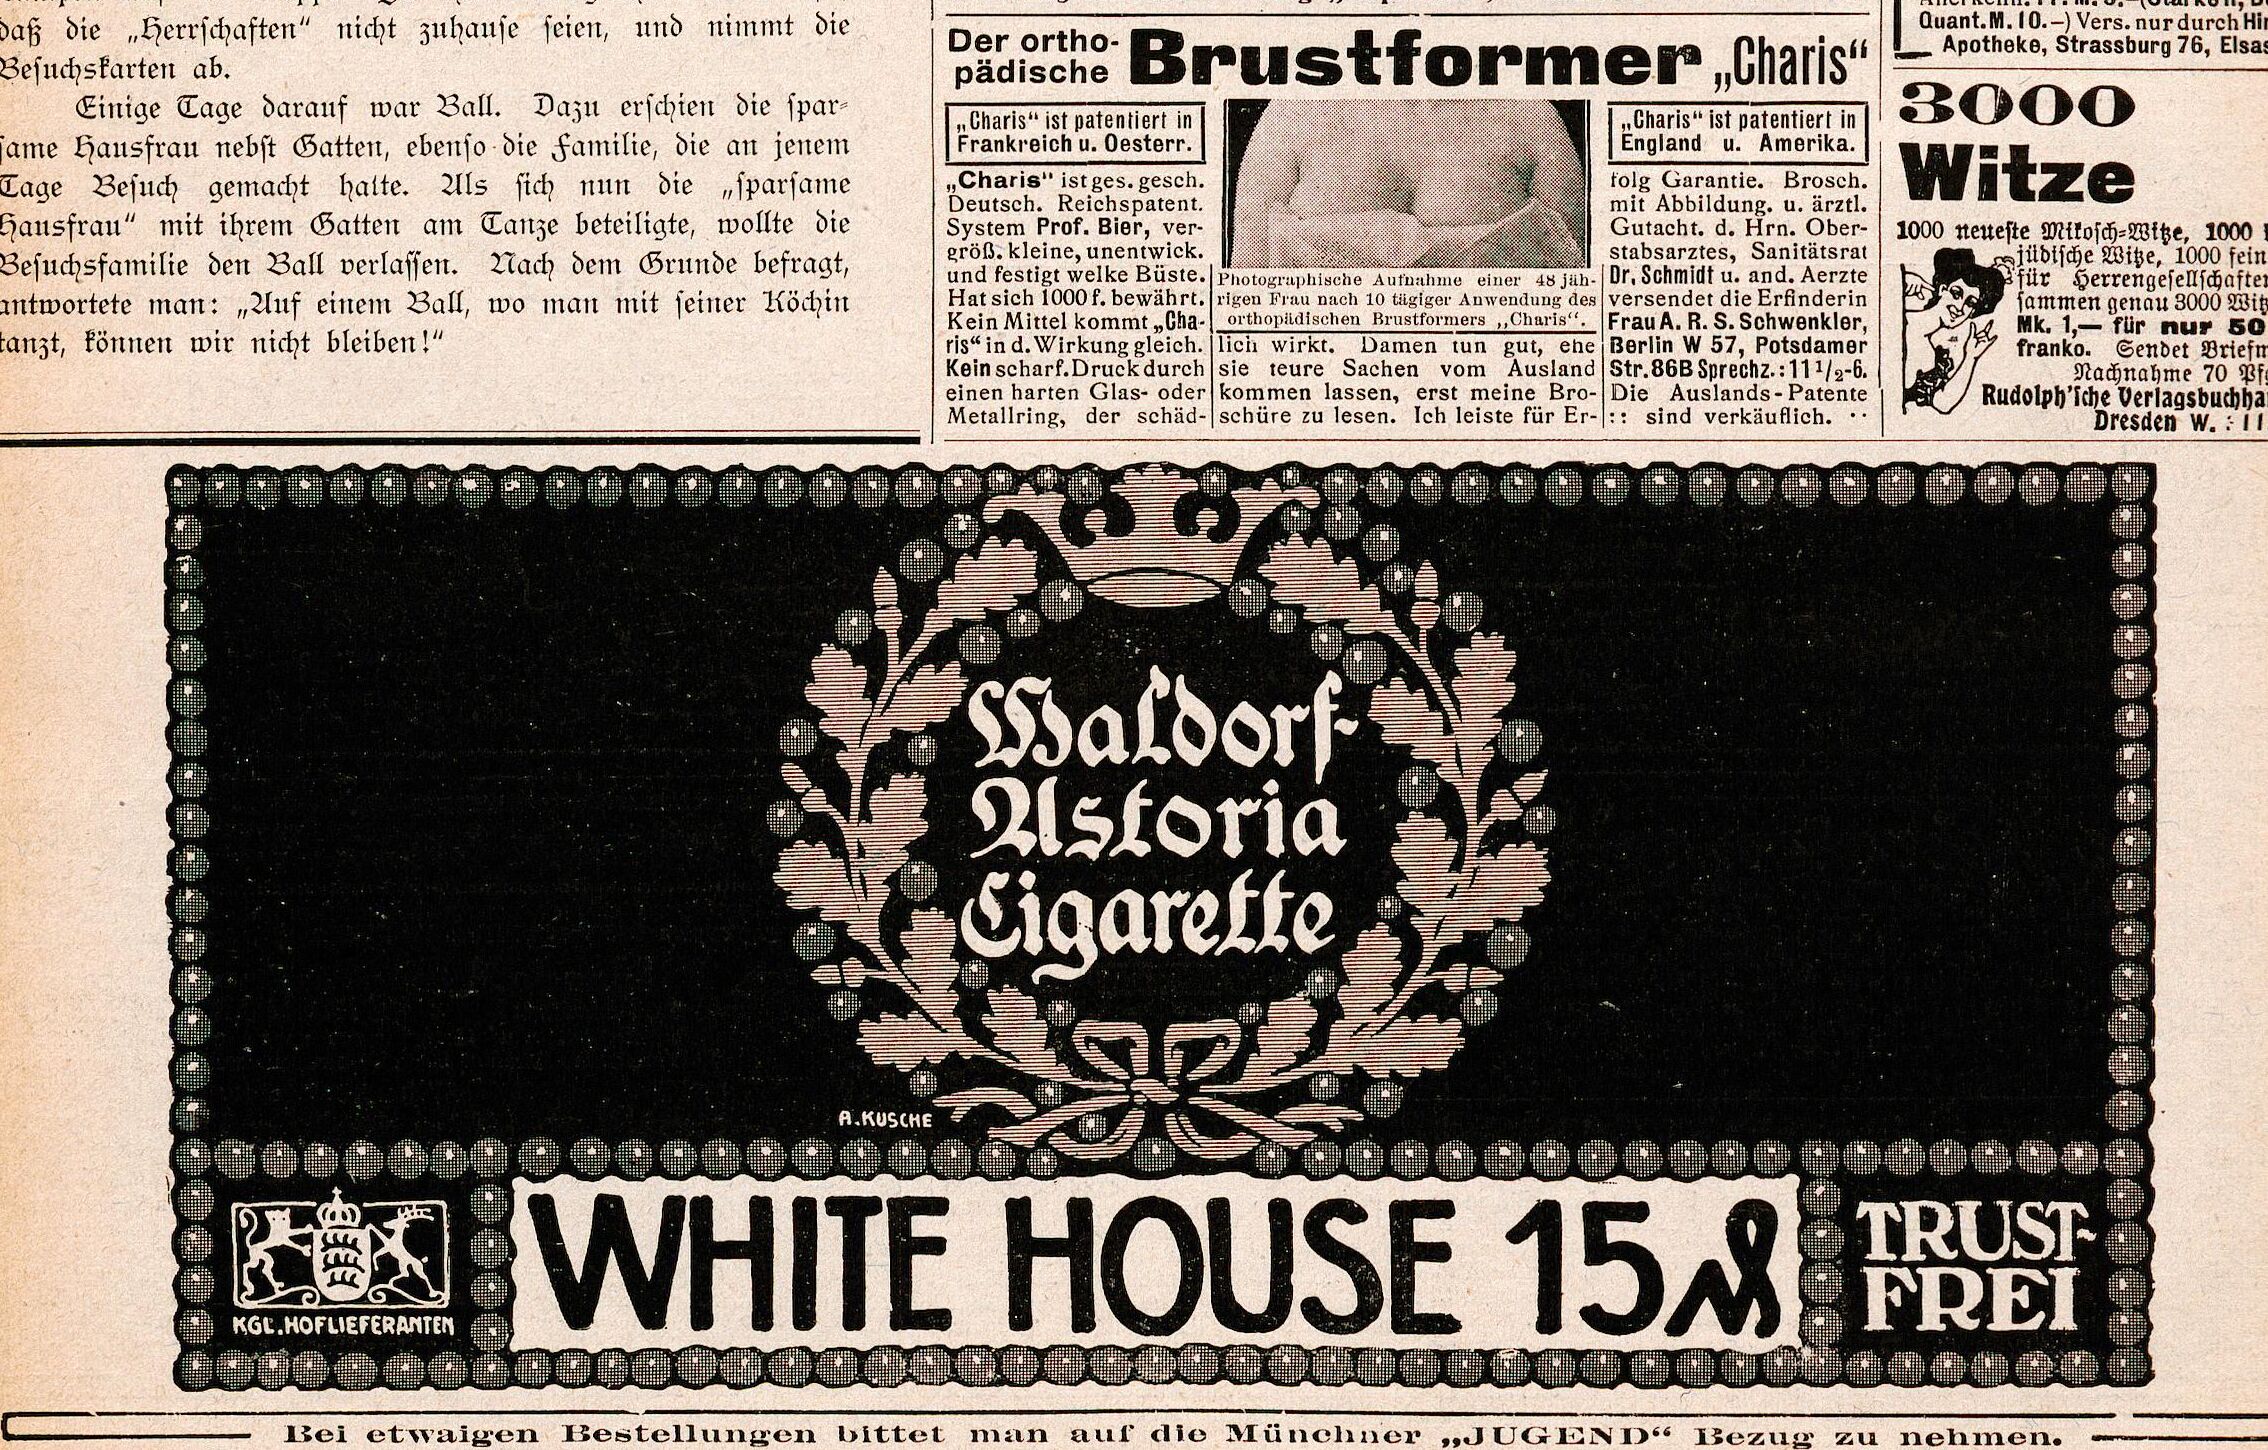 daß die „Herrschaften“ nicht zuhause seien, und nimmt die
Besuchskarten ab.
Einige Tage darauf war Ball. Dazu erschien die spar-
same Hausfrau nebst Gatten, ebenso die Familie, die an jenem
Tage Besuch gemacht hatte. Als sich nun die „sparsame
Hausfrau“ mit ihrem Gatten am Tanze beteiligte, wollte die
Besuchsfamilie den Ball verlassen. Nach dem Grunde befragt,
antwortete man: „Auf einem Ball, wo man mit seiner Köchin
tanzt, können wir nicht bleiben!“
Der ortho-
pädische
Brustformer „Charis“
„Charis“ ist patentiert in
Frankreich u. Oesterr.
„Charis“ ist ges. gesch.
Deutsch. Reichspatent.
System Prof. Bier, ver-
größ. kleine, unentwick.
und festigt welke Büste.
Hat sich 1000 f. bewährt.
Kein Mittel kommt „Cha-
ris“ in d. Wirkung gleich.
Kein scharf. Druck durch
einen harten Glas- oder
Metallring, der schäd-
Photographische Aufnahme einer 48 jäh-
rigen Frau nach 10 tägiger Anwendung des
orthopädischen Brustformers „Charis“.
lich wirkt. Damen tun gut, ehe
sie teure Sachen vom Ausland
kommen lassen, erst meine Bro-
schüre zu lesen. Ich leiste für Er-
„Charis“ ist patentiert in
England u. Amerika.
folg Garantie. Brosch.
mit Abbildung. u. ärztl.
Gutacht. d. Hrn. Ober-
stabsarztes, Sanitätsrat
Dr. Schmidt u. and. Aerzte
versendet die Erfinderin
Frau A. R. S. Schwenkler,
Berlin W 57, Potsdamer
Str. 86B Sprechz.: 11 1/2-6.
Die Auslands-Patente
:: sind verkäuflich. ··
Quant. M. 10.–) Vers. nur durch
Apotheke, Strassburg 76,
3000
Witze
1000 neueste Mikosch-Witze, 1000
jüdische Witze, 1000
für
sammen genau 3000
Mk. 1,— für nur 50
franko. Sendet
Nachnahme 70
Rudolph'sche
Dresden W.
Waldorf-
Astoria
Cigarette
A. KUSCHE
KGL. HOFLIEFERANTEN
WHITE HOUSE 15 ₰
TRUST-
FREI
Bei etwaigen Bestellungen bittet man auf die Münchner „JUGEND“ Bezug zu nehmen.